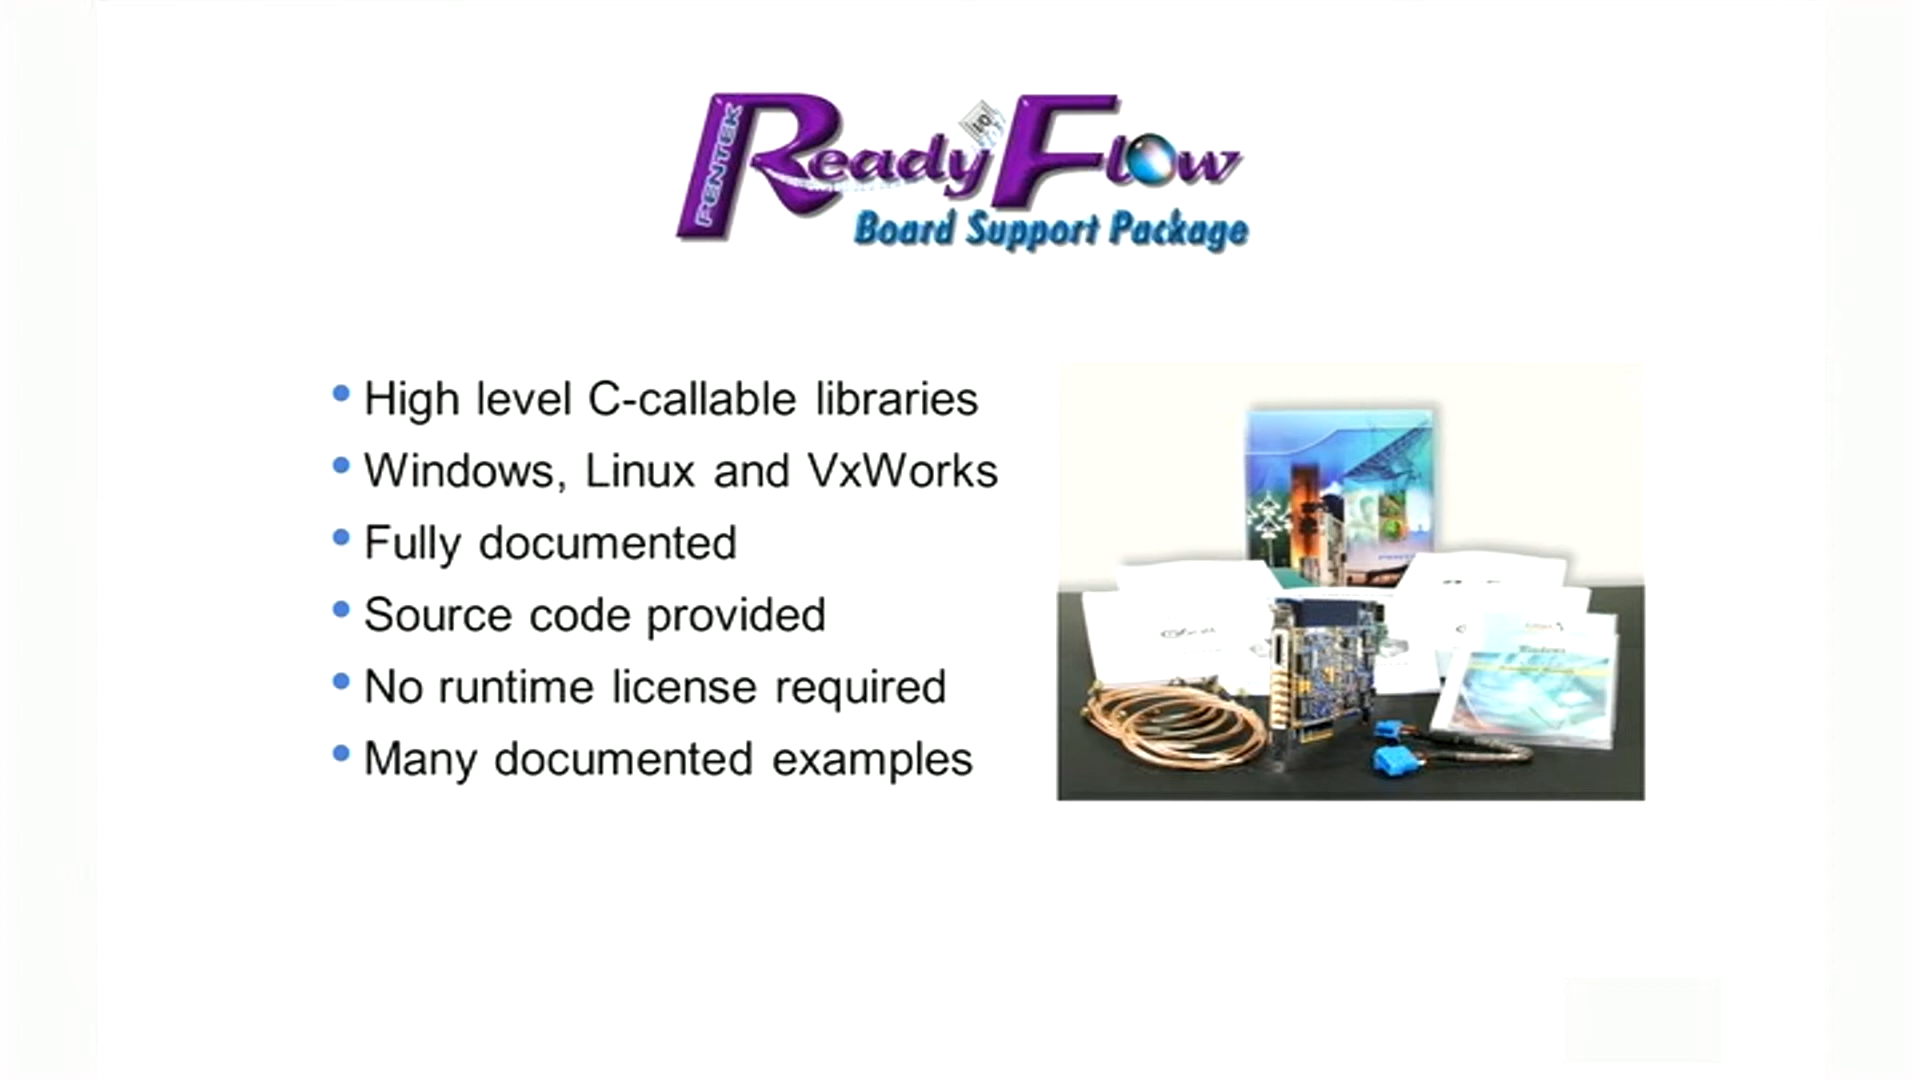 PENTEK
ReadyFlow
I/O
Board Support Package
High level C-callable libraries
Windows, Linux and VxWorks
Fully documented
Source code provided
No runtime license required
Many documented examples
Windows